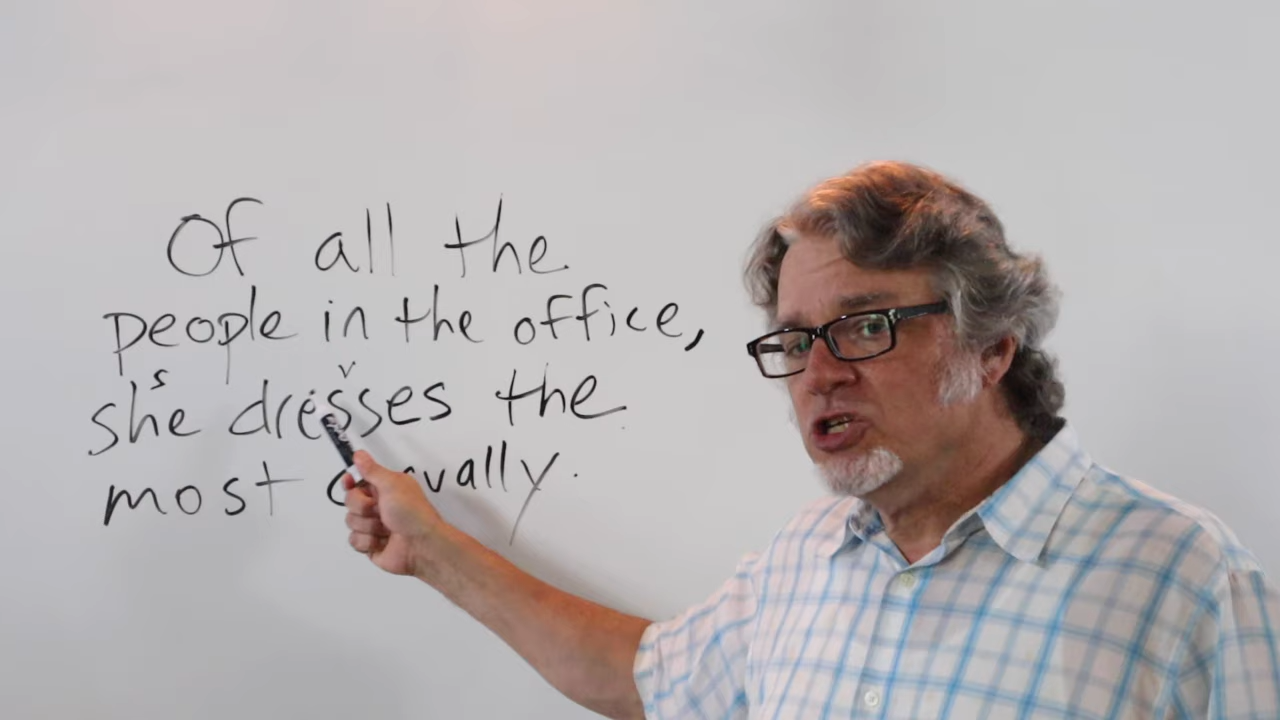 Of all the
people in the office,
s v
she dresses the
most